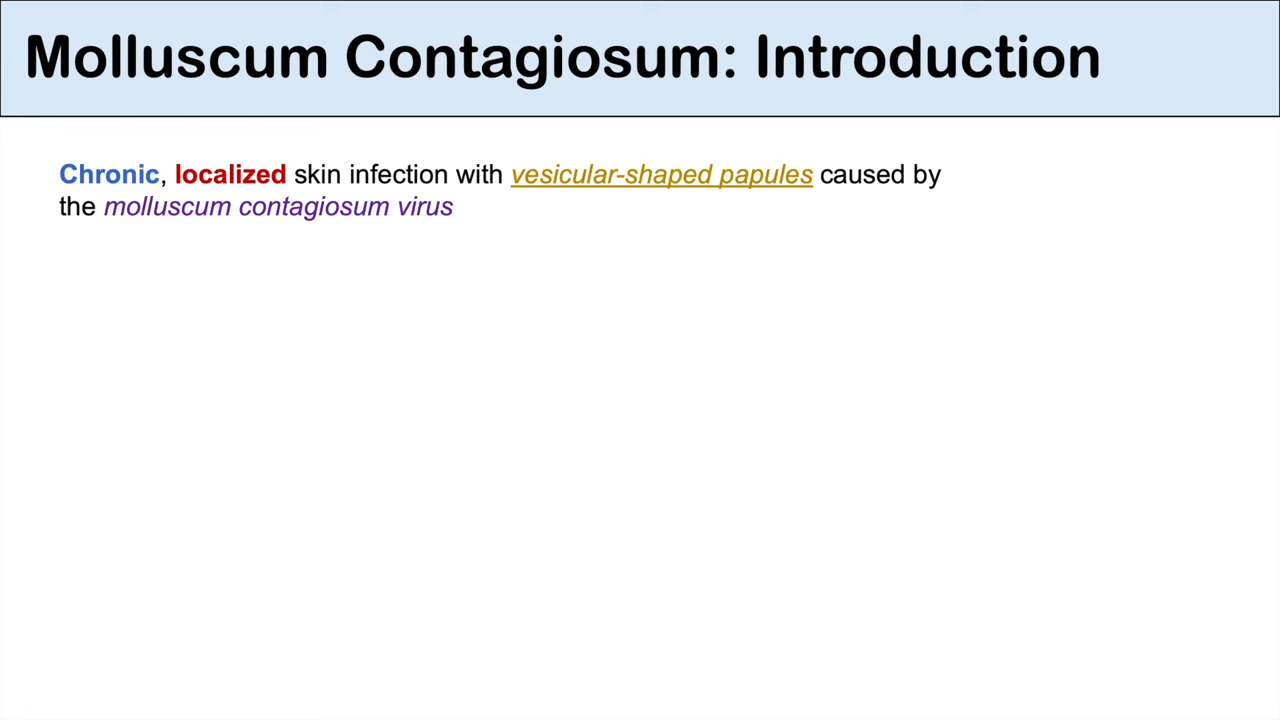 Molluscum Contagiosum: Introduction
Chronic, localized skin infection with vesicular-shaped papules caused by
the molluscum contagiosum virus